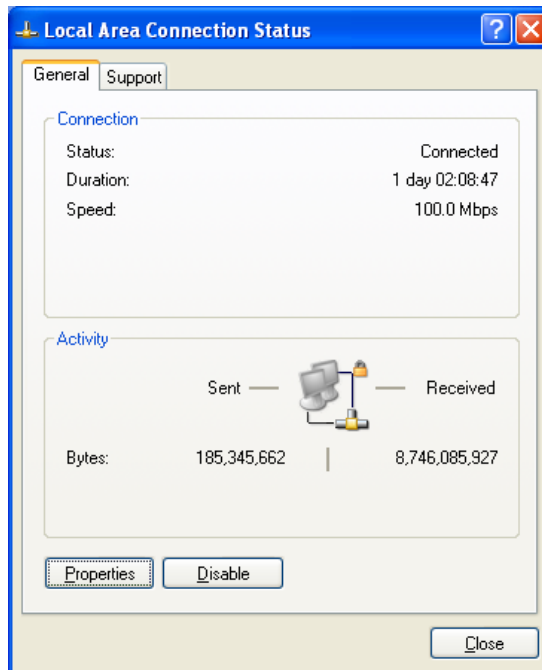 Local Area Connection Status
General Support
Connection
Status: Connected
Duration: 1 day 02:08:47
Speed: 100.0 Mbps
Activity
Sent Received
Bytes: 185,345,662 8,746,085,927
Properties Disable
Close